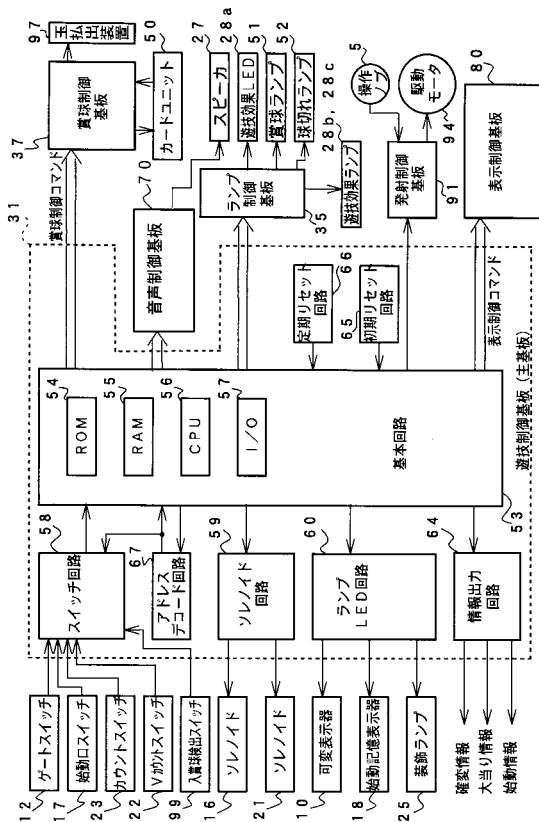 12
ゲートスイッチ
17
始動口スイッチ
23
カウントスイッチ
22
Vカウントスイッチ
99
入賞球検出スイッチ
16
ソレノイド
21
ソレノイド
10
可変表示器
18
始動記憶表示器
25
装飾ランプ
58
スイッチ回路
67
アドレス
デコード回路
59
ソレノイド
回路
60
ランプ
LED回路
64
情報出力
回路
確変情報
大当り情報
始動情報
ROM
54
RAM
55
CPU
56
I/O
57
基本回路
53
定期リセット
回路
66
初期リセット
回路
65
遊技制御基板(主基板)
31
賞球制御コマンド
表示制御コマンド
37
賞球制御
基板
97
玉払出装置
カードユニット
50
70
音声制御基板
スピーカ
27
ランプ
制御
基板
35
遊技効果LED
28a
賞球ランプ
51
球切れランプ
52
遊技効果ランプ
28b, 28c
発射制御
基板
91
操作
ノブ
5
駆動
モータ
94
表示制御基板
80